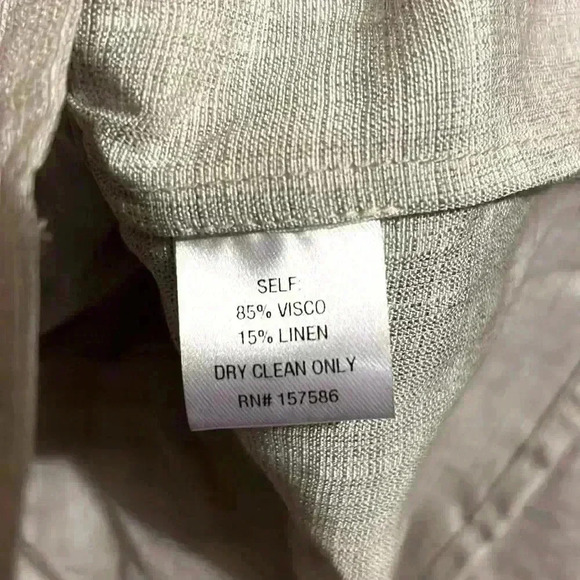 SELF:
85% VISCO
15% LINEN
DRY CLEAN ONLY
RN# 157586